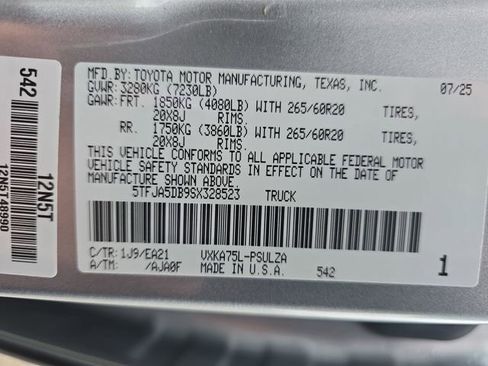 MFD.BY:TOYOTA MOTOR MANUFACTURING, TEXAS, INC. 07/25
GVWR: 3280KG (7230LB)
GAWR: FRT. 1850KG (4080LB) WITH 265/60R20 TIRES,
20X8J RIMS.
RR. 1750KG (3860LB) WITH 265/60R20 TIRES,
20X8J RIMS.
THIS VEHICLE CONFORMS TO ALL APPLICABLE FEDERAL MOTOR
VEHICLE SAFETY STANDARDS IN EFFECT ON THE DATE OF
MANUFACTURE SHOWN ABOVE.
5TFJA5DB9SX328523 TRUCK
C/TR: 1J9/EA21 VXKA75L-PSULZA
A/TM: /AJA0F MADE IN U.S.A. 542 1
542
12N5T
12N5T48980